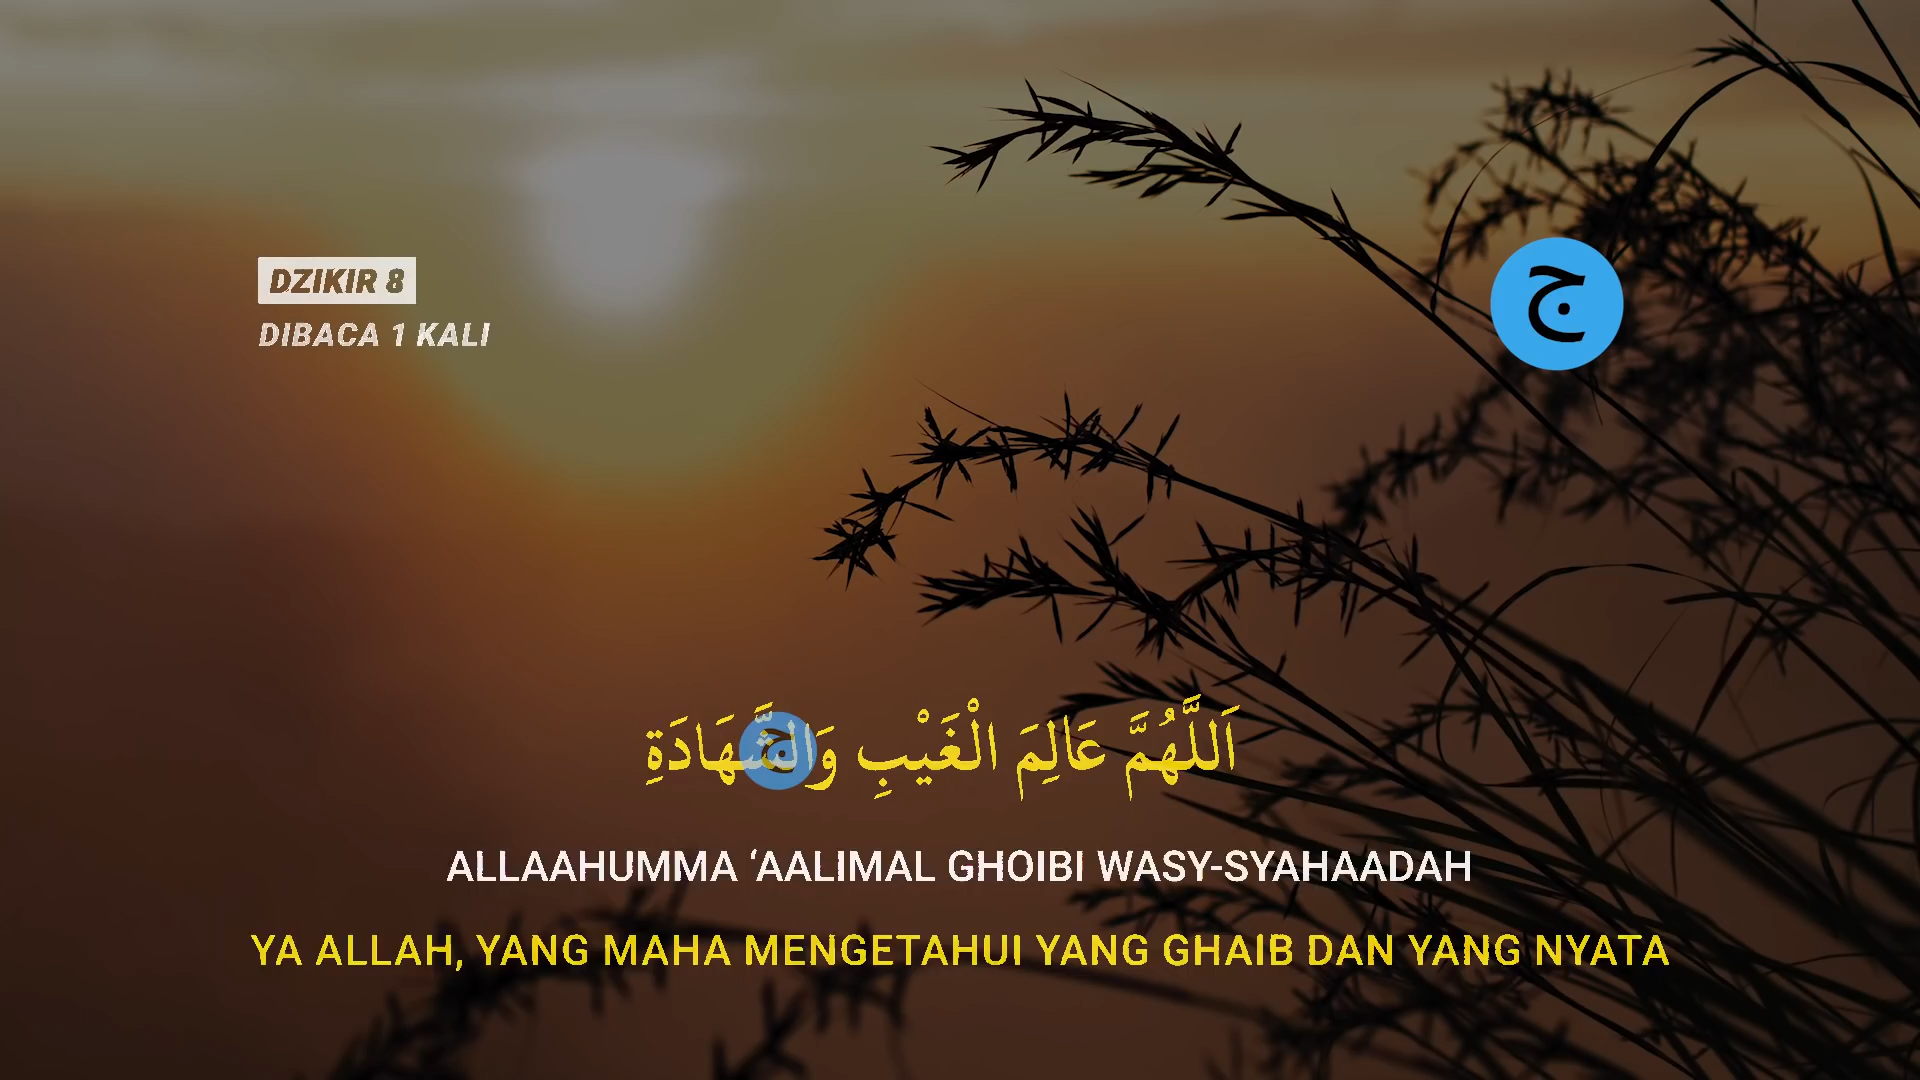 DZIKIR 8
DIBACA 1 KALI
ج
اَللَّهُمَّ عَالِمَ الْغَيْبِ وَالشَّهَادَةِ
ج
ALLAAHUMMA ‘AALIMAL GHOIBI WASY-SYAHAADAH
YA ALLAH, YANG MAHA MENGETAHUI YANG GHAIB DAN YANG NYATA